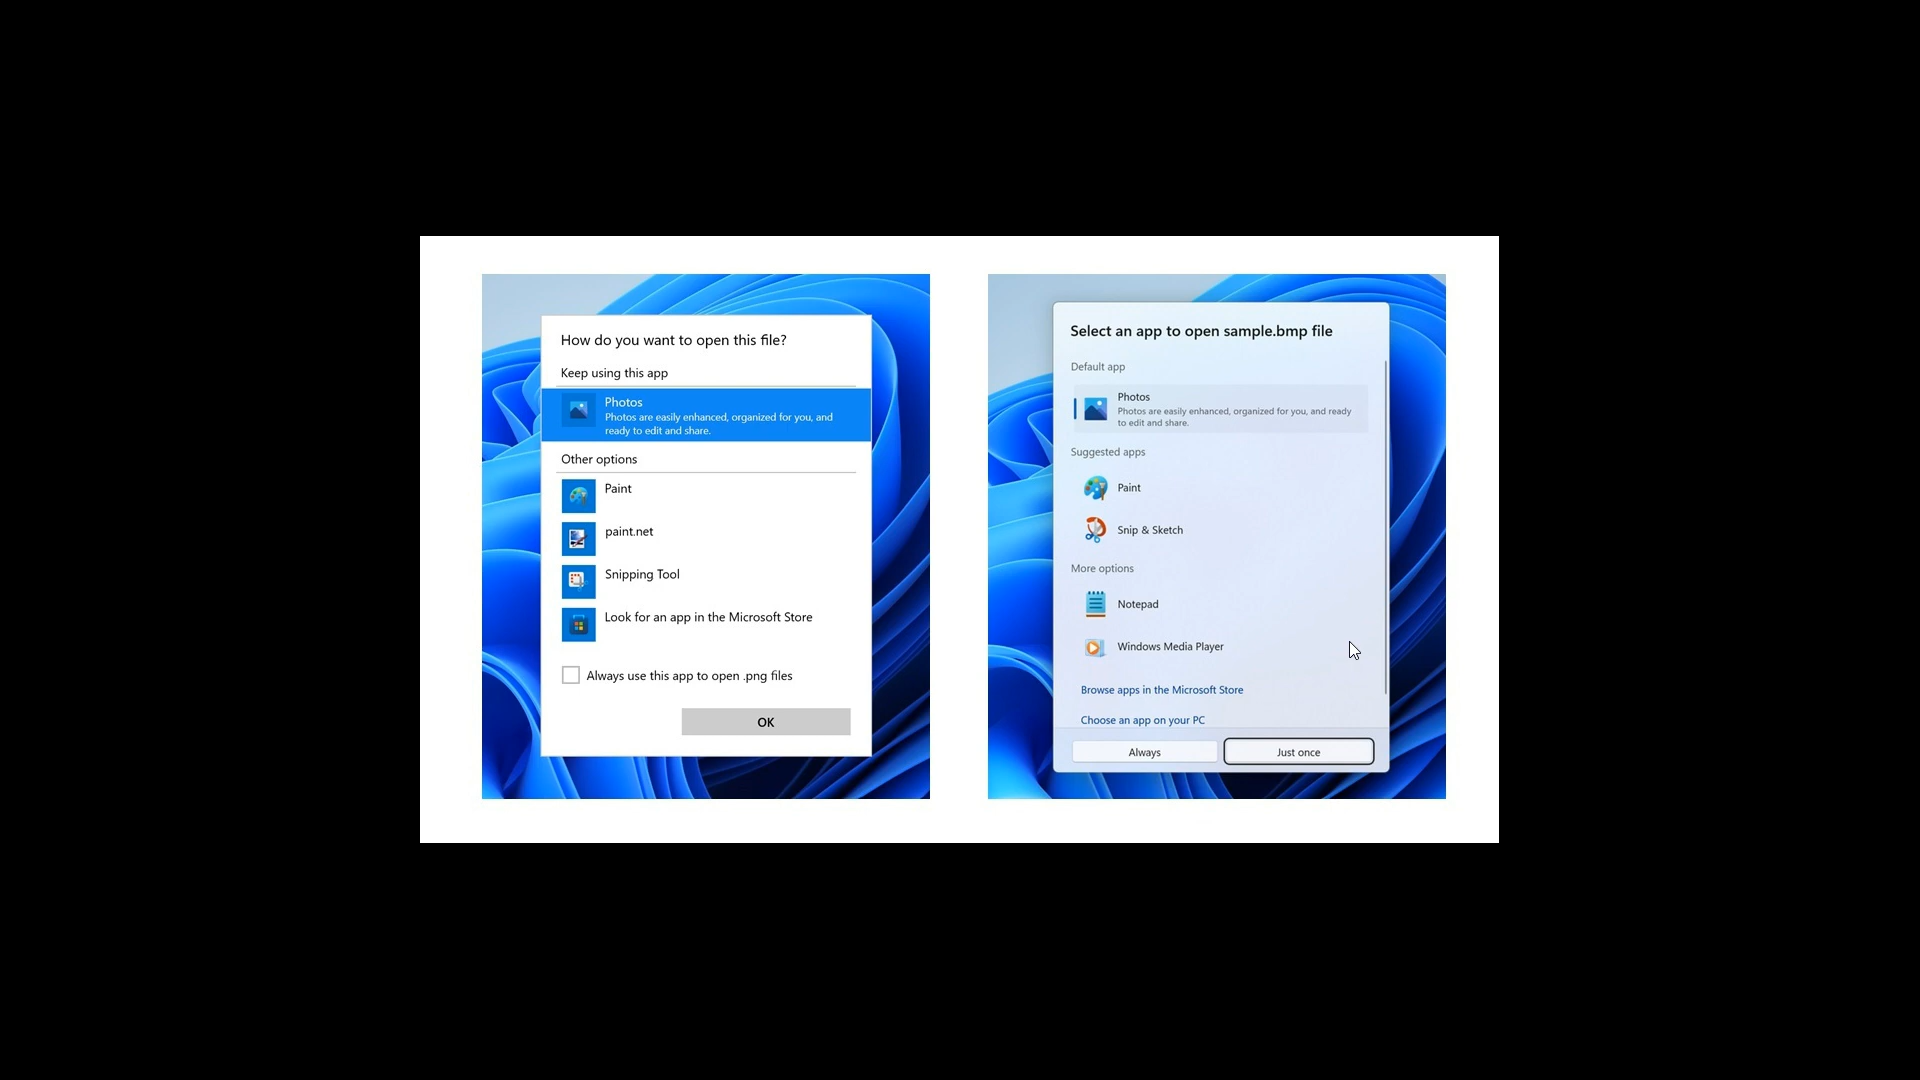 How do you want to open this file?
Keep using this app
Photos
Photos are easily enhanced, organized for you, and
ready to edit and share.
Other options
Paint
paint.net
Snipping Tool
Look for an app in the Microsoft Store
Always use this app to open .png files
OK
Select an app to open sample.bmp file
Default app
Photos
Photos are easily enhanced, organized for you, and ready
to edit and share.
Suggested apps
Paint
Snip & Sketch
More options
Notepad
Windows Media Player
Browse apps in the Microsoft Store
Choose an app on your PC
Always
Just once